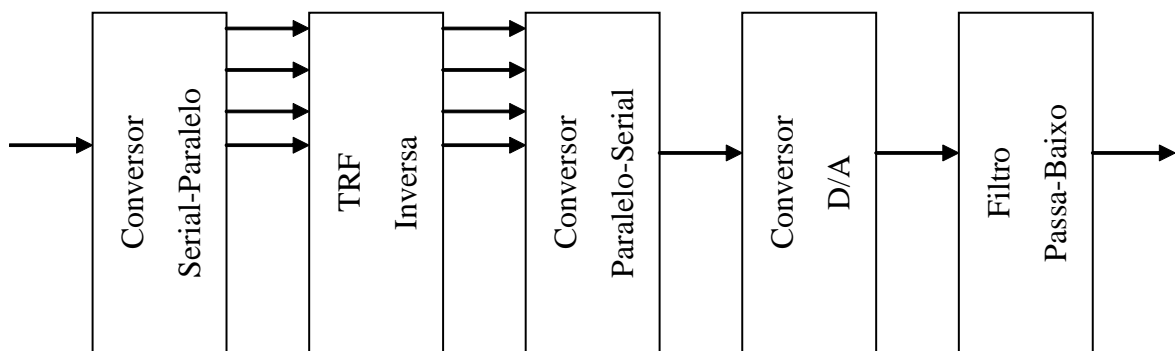 Conversor
Serial-Paralelo
TRF
Inversa
Conversor
Paralelo-Serial
Conversor
D/A
Filtro
Passa-Baixo